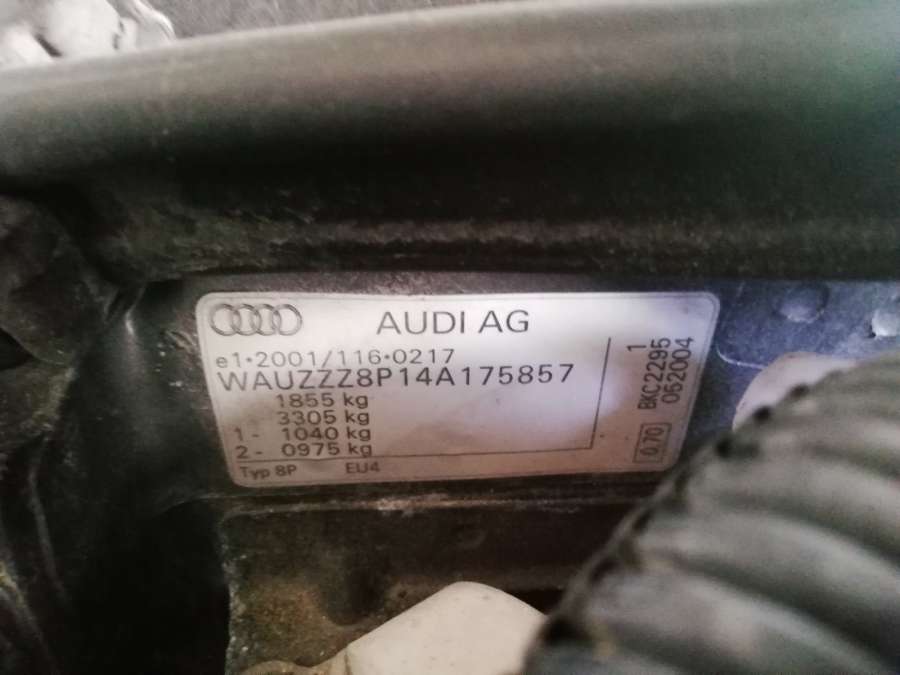 AUDI AG
e1*2001/116*0217
WAUZZZ8P14A175857
1855 kg
3305 kg
1- 1040 kg
2- 0975 kg
Typ 8P EU4
1
BKC2295
052004
0.70